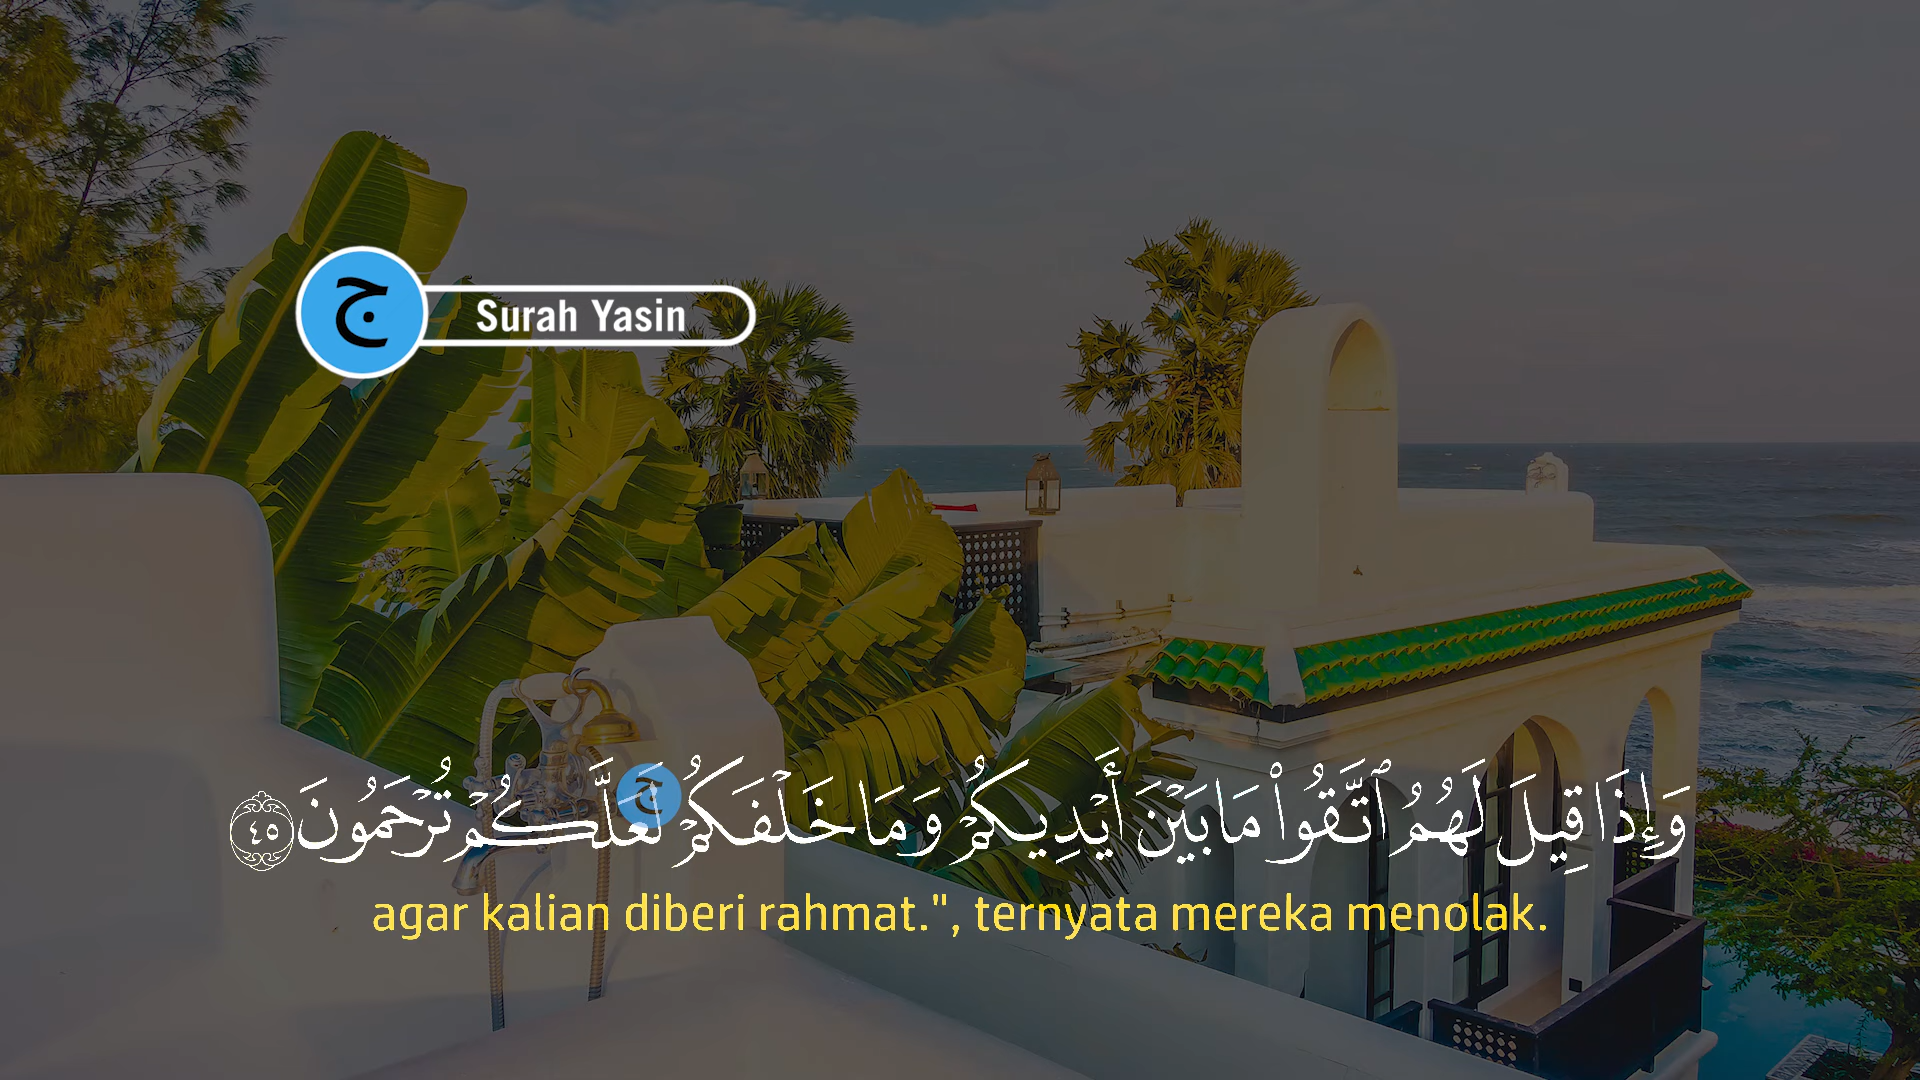 ج
Surah Yasin
وَإِذَا قِيلَ لَهُمُ ٱتَّقُوا۟ مَا بَيْنَ أَيْدِيكُمْ وَمَا خَلْفَكُمْ ۚ لَعَلَّكُمْ تُرْحَمُونَ ٤٥
agar kalian diberi rahmat.", ternyata mereka menolak.